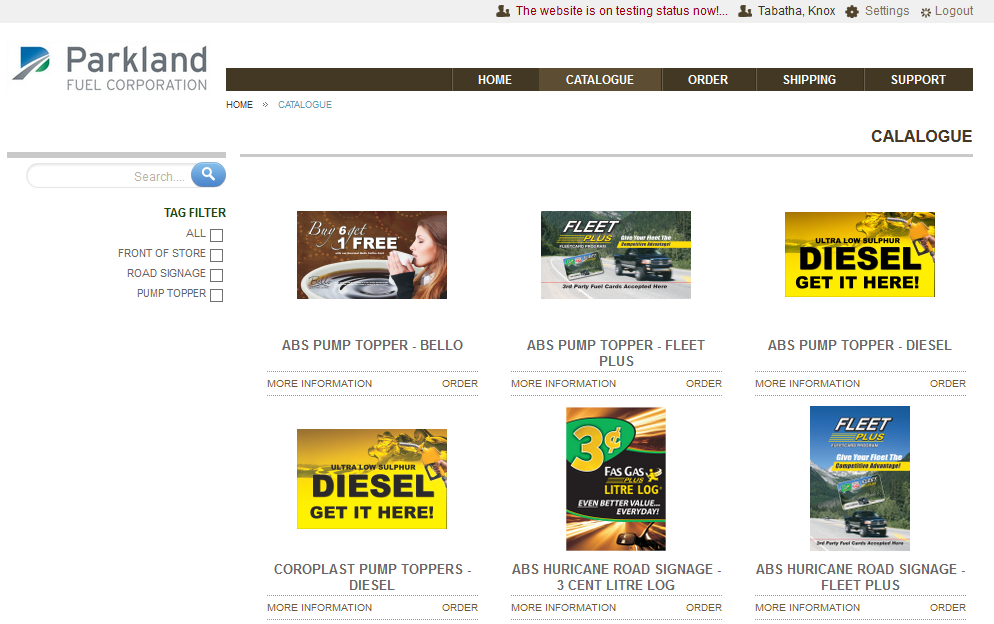 The website is on testing status now!... Tabatha, Knox Settings Logout
Parkland
FUEL CORPORATION
HOME CATALOGUE ORDER SHIPPING SUPPORT
HOME » CATALOGUE
CALALOGUE
Search....
TAG FILTER
ALL
FRONT OF STORE
ROAD SIGNAGE
PUMP TOPPER
Buy 6 get
1 FREE
Bello
ABS PUMP TOPPER - BELLO
MORE INFORMATION ORDER
FLEET
PLUS
FLEETCARD PROGRAM
Give Your Fleet The
Competitive Advantage!
3rd Party Fuel Cards Accepted Here
ABS PUMP TOPPER - FLEET
PLUS
MORE INFORMATION ORDER
ULTRA LOW SULPHUR
DIESEL
GET IT HERE!
ABS PUMP TOPPER - DIESEL
MORE INFORMATION ORDER
ULTRA LOW SULPHUR
DIESEL
GET IT HERE!
COROPLAST PUMP TOPPERS -
DIESEL
MORE INFORMATION ORDER
3¢
FAS GAS
PLUS
LITRE LOG
EVEN BETTER VALUE...
EVERYDAY!
ABS HURICANE ROAD SIGNAGE -
3 CENT LITRE LOG
MORE INFORMATION ORDER
FLEET
PLUS
FLEETCARD PROGRAM
Give Your Fleet The
Competitive Advantage!
FLEET
3rd Party Fuel Cards Accepted Here
ABS HURICANE ROAD SIGNAGE -
FLEET PLUS
MORE INFORMATION ORDER